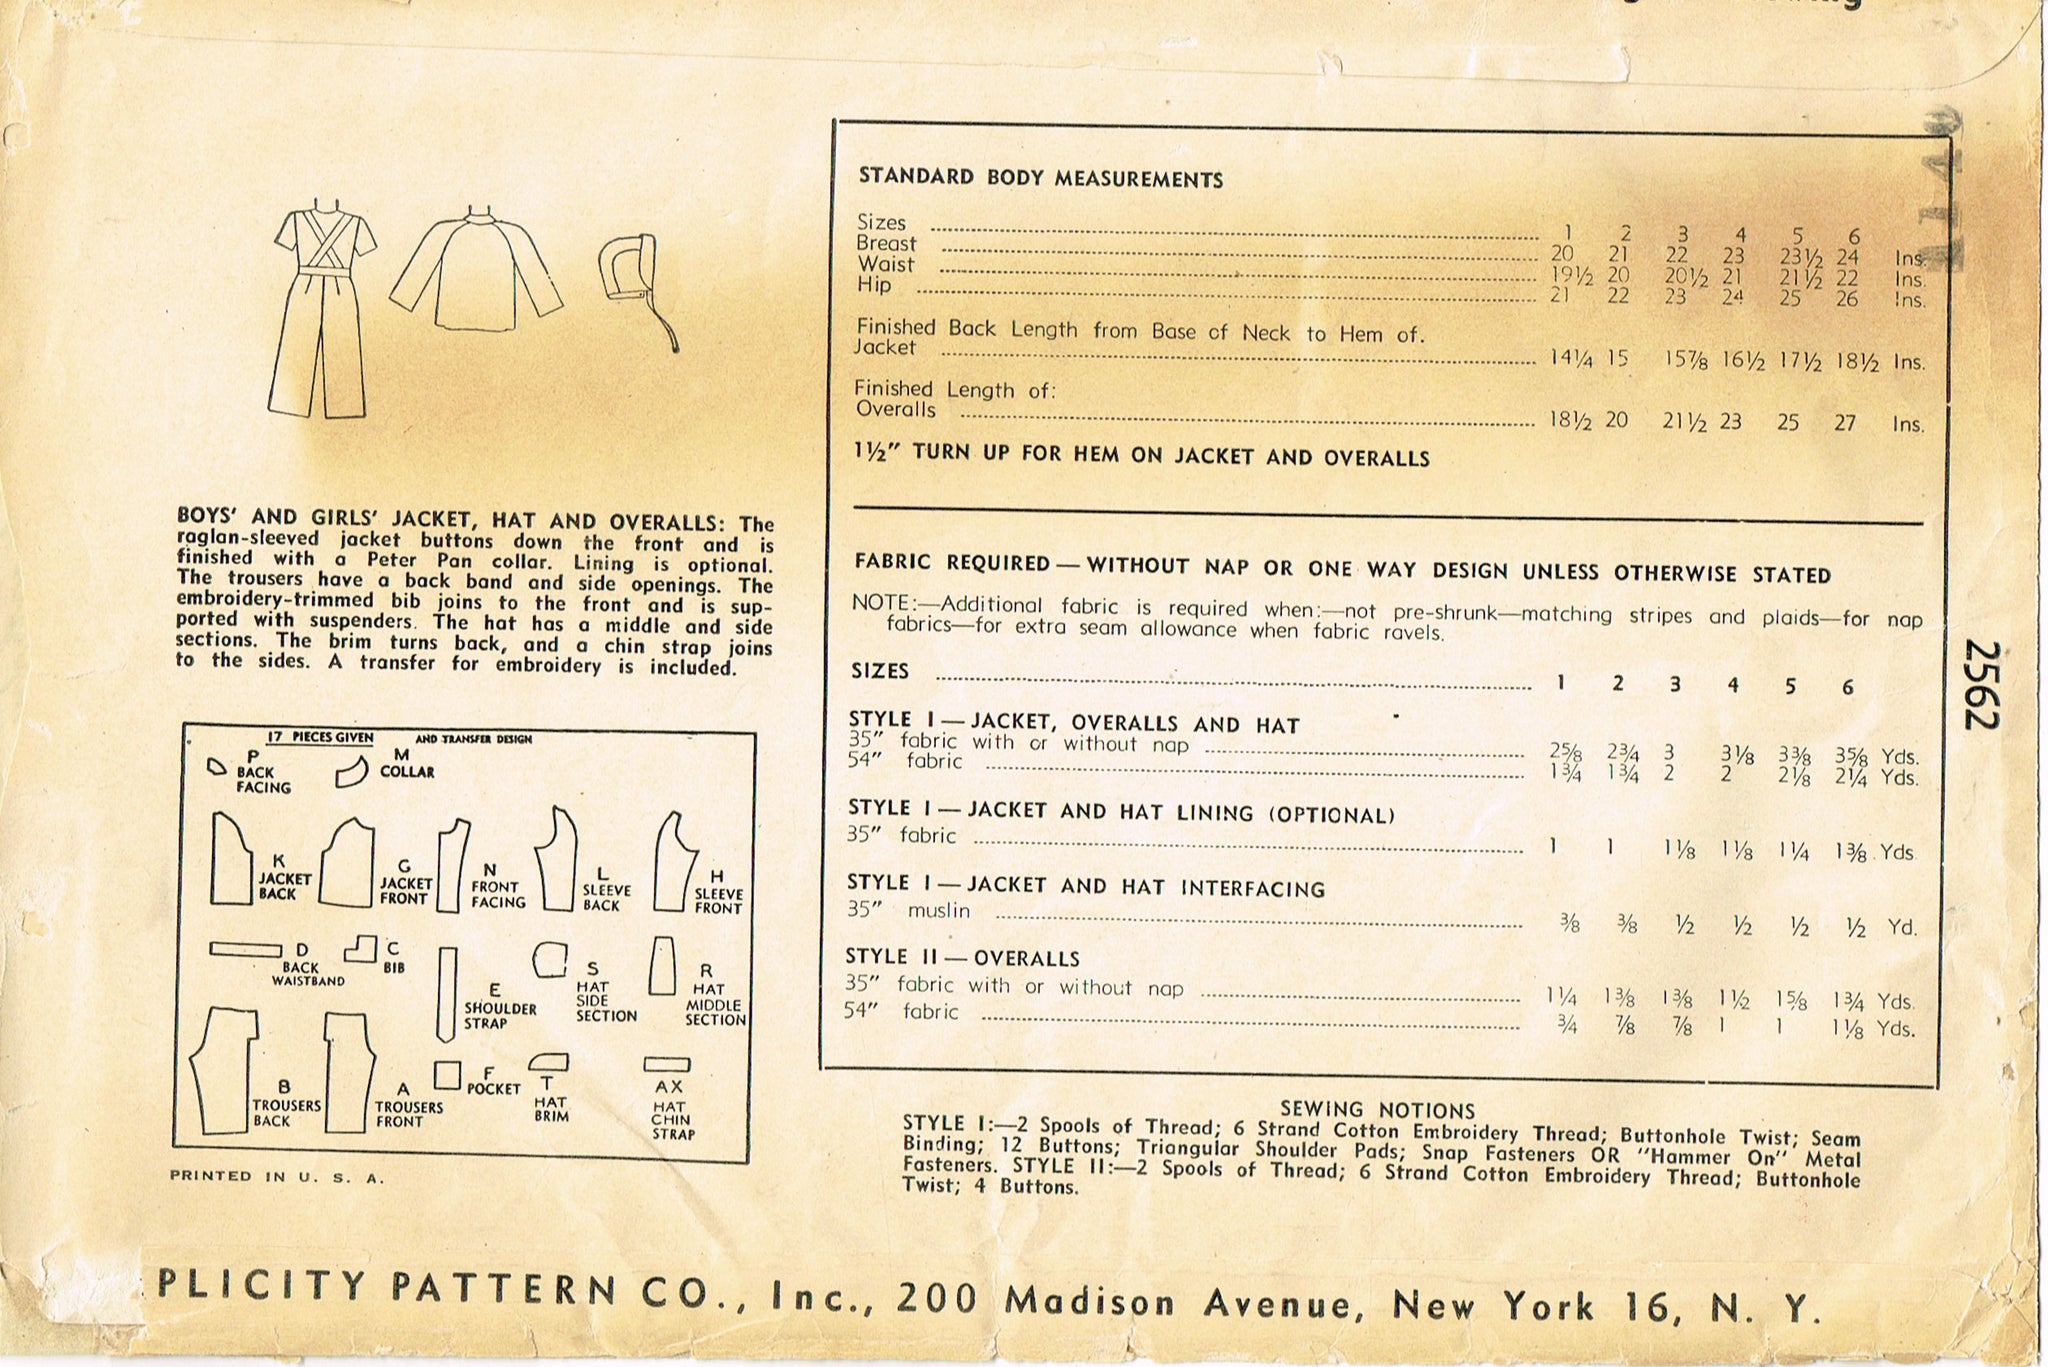 BOYS' AND GIRLS' JACKET, HAT AND OVERALLS: The
raglan-sleeved jacket buttons down the front and is
finished with a Peter Pan collar. Lining is optional.
The trousers have a back band and side openings. The
embroidery-trimmed bib joins to the front and is sup-
ported with suspenders. The hat has a middle and side
sections. The brim turns back, and a chin strap joins
to the sides. A transfer for embroidery is included.
17 PIECES GIVEN AND TRANSFER DESIGN
P
BACK
FACING
M
COLLAR
K
JACKET
BACK
G
JACKET
FRONT
N
FRONT
FACING
L
SLEEVE
BACK
H
SLEEVE
FRONT
D
BACK
WAISTBAND
C
BIB
E
SHOULDER
STRAP
S
HAT
SIDE
SECTION
R
HAT
MIDDLE
SECTION
B
TROUSERS
BACK
A
TROUSERS
FRONT
F
POCKET
T
HAT
BRIM
AX
HAT
CHIN
STRAP
PRINTED IN U. S. A.
STANDARD BODY MEASUREMENTS
Sizes 1 2 3 4 5 6
Breast 20 21 22 23 23½ 24 Ins.
Waist 19½ 20 20½ 21 21½ 22 Ins.
Hip 21 22 23 24 25 26 Ins.
Finished Back Length from Base of Neck to Hem of.
Jacket 14¼ 15 15⅞ 16½ 17½ 18½ Ins.
Finished Length of:
Overalls 18½ 20 21½ 23 25 27 Ins.
1½" TURN UP FOR HEM ON JACKET AND OVERALLS
FABRIC REQUIRED — WITHOUT NAP OR ONE WAY DESIGN UNLESS OTHERWISE STATED
NOTE:—Additional fabric is required when:—not pre-shrunk—matching stripes and plaids—for nap
fabrics—for extra seam allowance when fabric ravels.
SIZES 1 2 3 4 5 6
STYLE I — JACKET, OVERALLS AND HAT
35" fabric with or without nap 2⅝ 2¾ 3 3⅛ 3⅜ 3⅝ Yds.
54" fabric 1¾ 1¾ 2 2 2⅛ 2¼ Yds.
STYLE I — JACKET AND HAT LINING (OPTIONAL)
35" fabric 1 1 1⅛ 1⅛ 1¼ 1⅜ Yds
STYLE I — JACKET AND HAT INTERFACING
35" muslin ⅜ ⅜ ½ ½ ½ ½ Yd.
STYLE II — OVERALLS
35" fabric with or without nap 1¼ 1⅜ 1⅜ 1½ 1⅝ 1¾ Yds.
54" fabric ¾ ⅞ ⅞ 1 1 1⅛ Yds.
2562
SEWING NOTIONS
STYLE I:—2 Spools of Thread; 6 Strand Cotton Embroidery Thread; Buttonhole Twist; Seam
Binding; 12 Buttons; Triangular Shoulder Pads; Snap Fasteners OR "Hammer On" Metal
Fasteners. STYLE II:—2 Spools of Thread; 6 Strand Cotton Embroidery Thread; Buttonhole
Twist; 4 Buttons.
PLICITY PATTERN CO., Inc., 200 Madison Avenue, New York 16, N. Y.